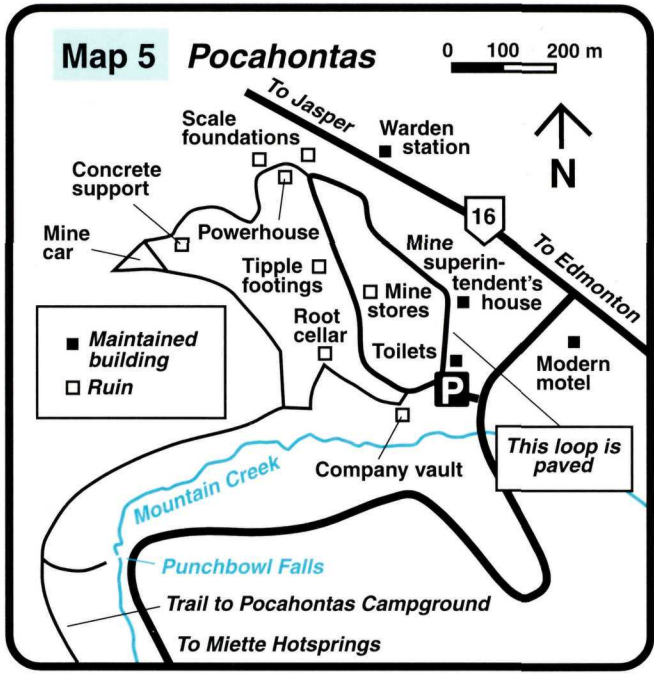 Map 5 Pocahontas
0 100 200 m
To Jasper
Scale
foundations
Warden
station
N
Concrete
support
16
Mine
car
Powerhouse
Mine
superin-
tendent's
house
To Edmonton
Tipple
footings
Mine
stores
Root
cellar
Maintained
building
Ruin
Toilets
Modern
motel
P
This loop is
paved
Company vault
Mountain Creek
Punchbowl Falls
Trail to Pocahontas Campground
To Miette Hotsprings